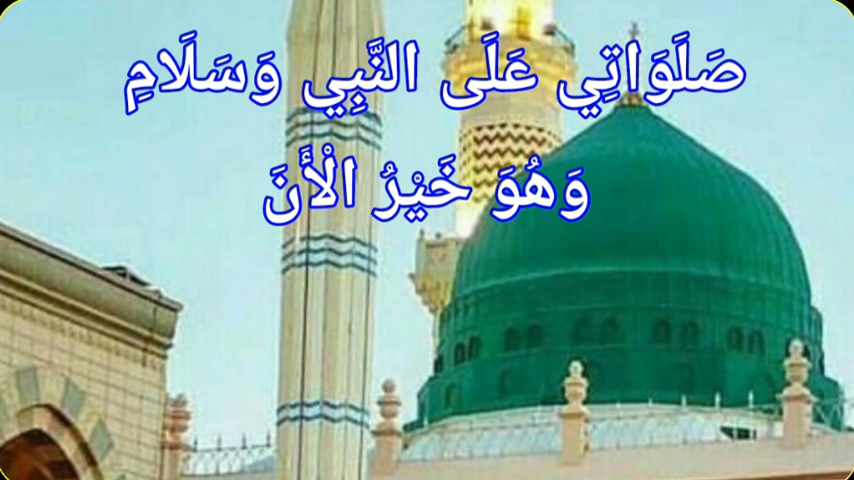 صَلَوَاتِي عَلَى النَّبِي وَسَلَامِ
وَهُوَ خَيْرُ الْأَنَ